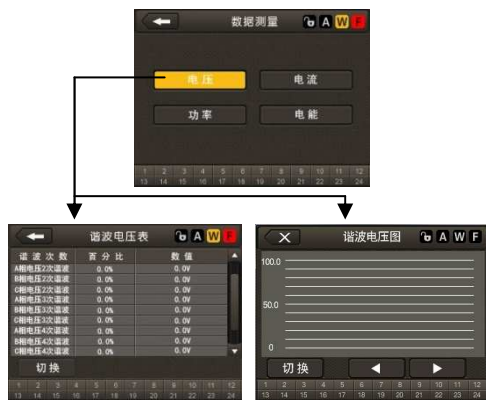 数据测量 A W F
电压 电流
功率 电能
1 2 3 4 5 6 7 8 9 10 11 12
13 14 15 16 17 18 19 20 21 22 23 24
谐波电压表 A W F
谐波次数 百分比 数值
A相电压2次谐波 0.0% 0.0V
B相电压2次谐波 0.0% 0.0V
C相电压2次谐波 0.0% 0.0V
A相电压3次谐波 0.0% 0.0V
B相电压3次谐波 0.0% 0.0V
C相电压3次谐波 0.0% 0.0V
A相电压4次谐波 0.0% 0.0V
B相电压4次谐波 0.0% 0.0V
C相电压4次谐波 0.0% 0.0V
切换
1 2 3 4 5 6 7 8 9 10 11 12
13 14 15 16 17 18 19 20 21 22 23 24
谐波电压图 A W F
100.0
50.0
0
切换
1 2 3 4 5 6 7 8 9 10 11 12
13 14 15 16 17 18 19 20 21 22 23 24